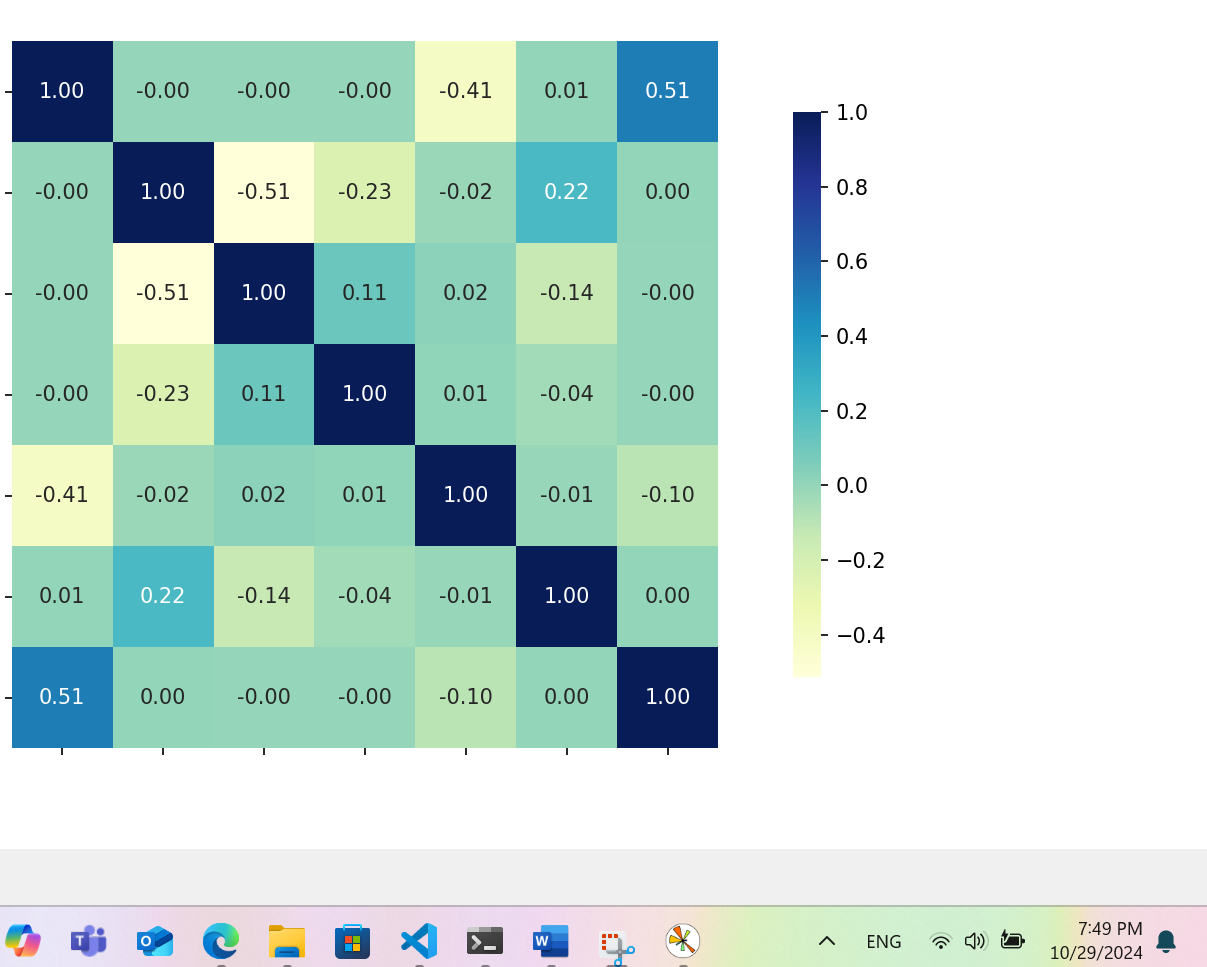 1.00 -0.00 -0.00 -0.00 -0.41 0.01 0.51
-0.00 1.00 -0.51 -0.23 -0.02 0.22 0.00
-0.00 -0.51 1.00 0.11 0.02 -0.14 -0.00
-0.00 -0.23 0.11 1.00 0.01 -0.04 -0.00
-0.41 -0.02 0.02 0.01 1.00 -0.01 -0.10
0.01 0.22 -0.14 -0.04 -0.01 1.00 0.00
0.51 0.00 -0.00 -0.00 -0.10 0.00 1.00
1.0
0.8
0.6
0.4
0.2
0.0
−0.2
−0.4
T
O
W
ENG
7:49 PM
10/29/2024